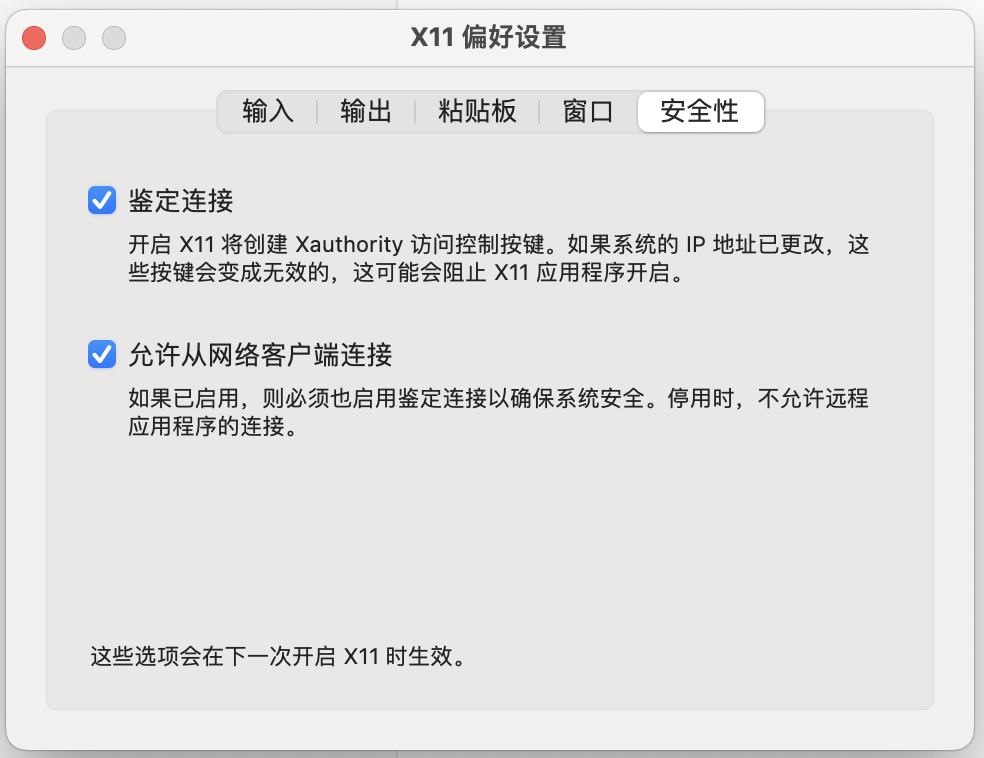 X11 偏好设置
输入 输出 粘贴板 窗口 安全性
鉴定连接
开启 X11 将创建 Xauthority 访问控制按键。如果系统的 IP 地址已更改，这
些按键会变成无效的，这可能会阻止 X11 应用程序开启。
允许从网络客户端连接
如果已启用，则必须也启用鉴定连接以确保系统安全。停用时，不允许远程
应用程序的连接。
这些选项会在下一次开启 X11 时生效。